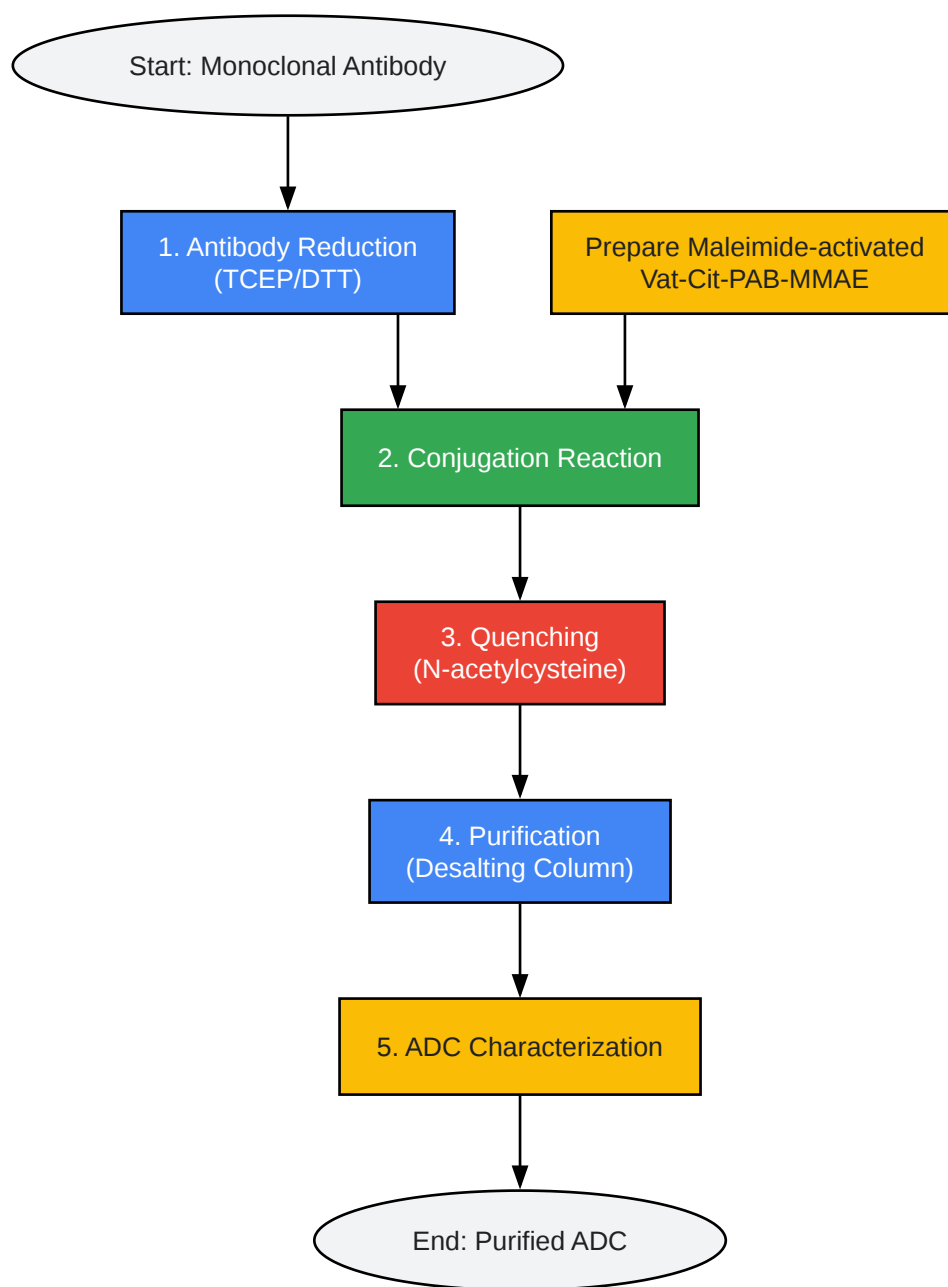 Start: Monoclonal Antibody
1. Antibody Reduction
(TCEP/DTT)
Prepare Maleimide-activated
Vat-Cit-PAB-MMAE
2. Conjugation Reaction
3. Quenching
(N-acetylcysteine)
4. Purification
(Desalting Column)
5. ADC Characterization
End: Purified ADC